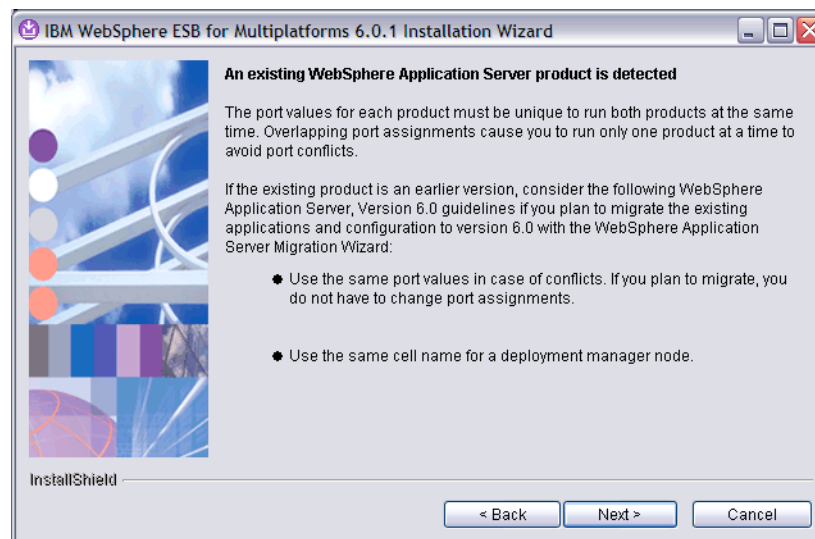 IBM WebSphere ESB for Multiplatforms 6.0.1 Installation Wizard
An existing WebSphere Application Server product is detected
The port values for each product must be unique to run both products at the same
time. Overlapping port assignments cause you to run only one product at a time to
avoid port conflicts.
If the existing product is an earlier version, consider the following WebSphere
Application Server, Version 6.0 guidelines if you plan to migrate the existing
applications and configuration to version 6.0 with the WebSphere Application
Server Migration Wizard:
● Use the same port values in case of conflicts. If you plan to migrate, you
do not have to change port assignments.
● Use the same cell name for a deployment manager node.
InstallShield
< Back Next > Cancel